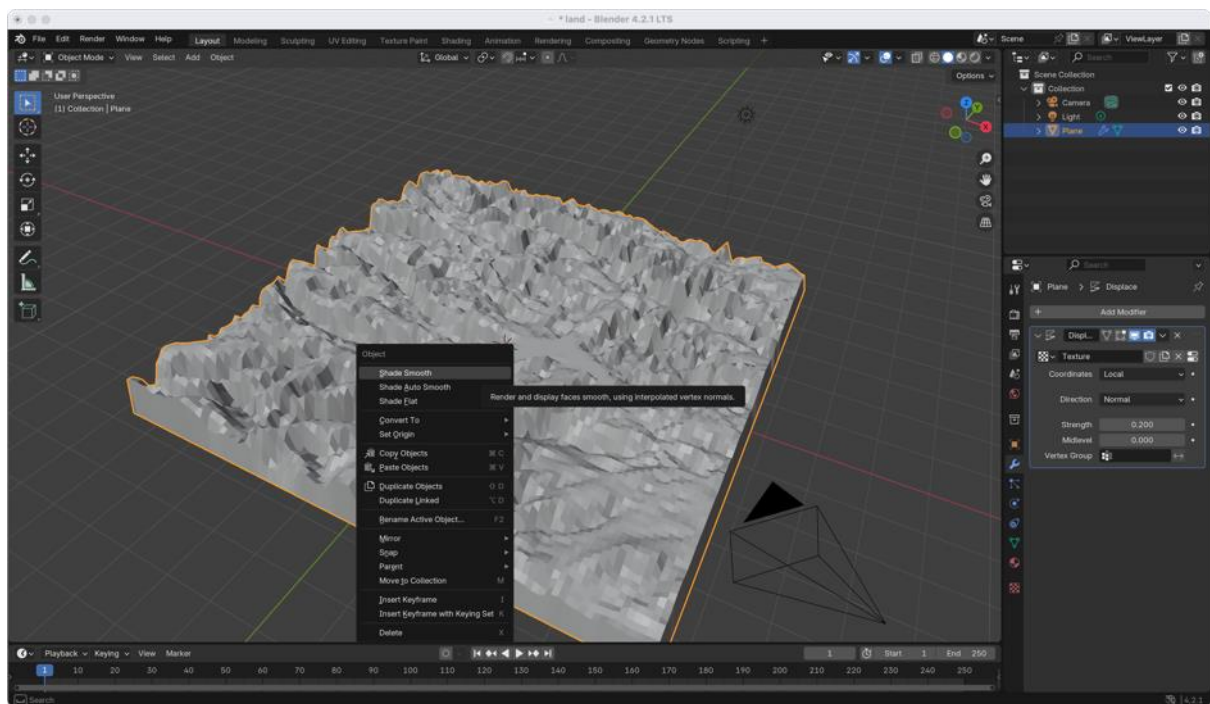 * land - Blender 4.2.1 LTS
File Edit Render Window Help Layout Modeling Sculpting UV Editing Texture Paint Shading Animation Rendering Compositing Geometry Nodes Scripting + Scene ViewLayer
Object Mode View Select Add Object Global Search
Options
User Perspective
(1) Collection | Plane
Scene Collection
Collection
Camera
Light
Plane
Search
Plane > Displace
Add Modifier
Displ...
Texture
Coordinates Local
Direction Normal
Strength 0.200
Midlevel 0.000
Vertex Group
Object
Shade Smooth
Shade Auto Smooth
Shade Flat
Render and display faces smooth, using interpolated vertex normals.
Convert To
Set Origin
Copy Objects ⌘ C
Paste Objects ⌘ V
Duplicate Objects ⇧ D
Duplicate Linked ⌥ D
Rename Active Object... F2
Mirror
Snap
Parent
Move to Collection M
Insert Keyframe I
Insert Keyframe with Keying Set K
Delete X
Playback Keying View Marker 1 Start 1 End 250
1 10 20 30 40 50 60 70 80 90 100 110 120 130 140 150 160 170 180 190 200 210 220 230 240 250
Search 4.2.1